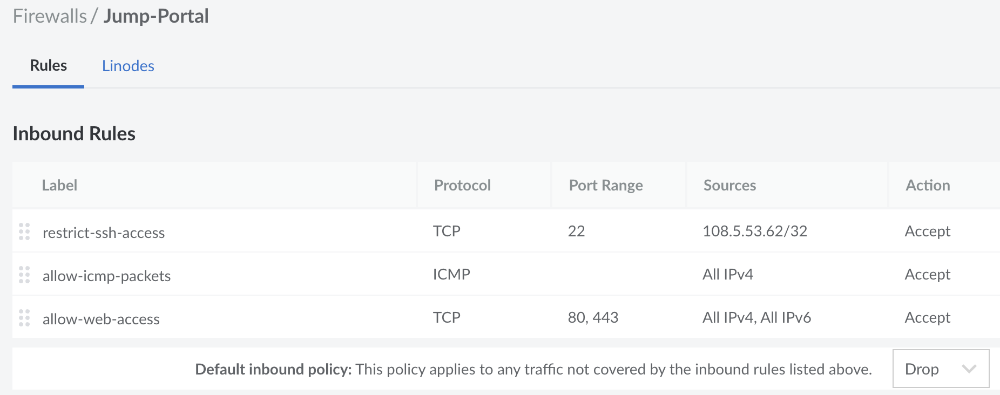 Firewalls / Jump-Portal
Rules Linodes
Inbound Rules
Label Protocol Port Range Sources Action
restrict-ssh-access TCP 22 108.5.53.62/32 Accept
allow-icmp-packets ICMP All IPv4 Accept
allow-web-access TCP 80, 443 All IPv4, All IPv6 Accept
Default inbound policy: This policy applies to any traffic not covered by the inbound rules listed above. Drop